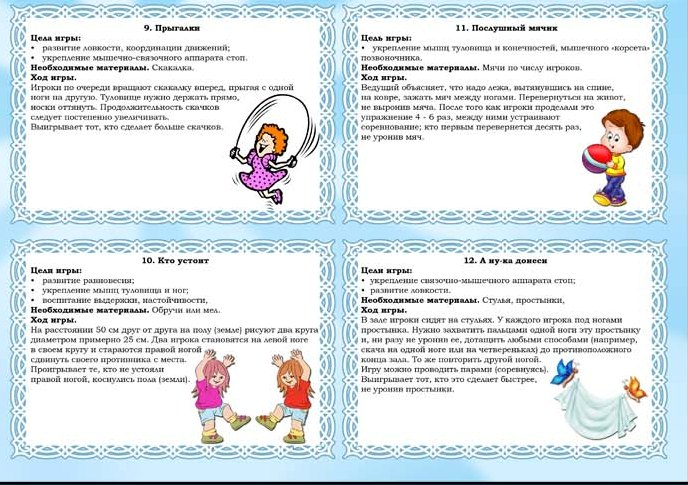 9. Прыгалки
Цела игры:
• развитие ловкости, координации движений;
• укрепление мышечно-связочного аппарата стоп.
Необходимые материалы. Скакалка.
Ход игры.
Игроки по очереди вращают скакалку вперед, прыгая с одной
ноги на другую. Туловище нужно держать прямо,
носки оттянуть. Продолжительность скачков
следует постепенно увеличивать.
Выигрывает тот, кто сделает больше скачков.
11. Послушный мячик
Цель игры:
• укрепление мышц туловища и конечностей, мышечного «корсета»
позвоночника.
Необходимые материалы. Мячи по числу игроков.
Ход игры.
Ведущий объясняет, что надо лежа, вытянувшись на спине,
на ковре, зажать мяч между ногами. Перевернуться на живот,
не выронив мяча. После того как игроки проделали это
упражнение 4 - 6 раз, между ними устраивают
соревнование; кто первым перевернется десять раз,
не уронив мяч.
10. Кто устоит
Цели игры:
• развитие равновесия;
• укрепление мышц туловища и ног;
• воспитание выдержки, настойчивости,
Необходимые материалы. Обручи или мел.
Ход игры.
На расстоянии 50 см друг от друга на полу (земле) рисуют два круга
диаметром примерно 25 см. Два игрока становятся на левой ноге
в своем кругу и стараются правой ногой
сдвинуть своего противника с места.
Проигрывает те, кто не устояли
правой ногой, коснулись пола (земли).
12. А ну-ка донеси
Цели игры:
• укрепление связочно-мышечного аппарата стоп;
• развитие ловкости.
Необходимые материалы. Стулья, простынки,
Ход игры.
В зале игроки сидят на стульях. У каждого игрока под ногами
простынка. Нужно захватить пальцами одной ноги эту простынку
и, ни разу не уронив ее, дотащить любыми способами (например,
скача на одной ноге или на четвереньках) до противоположного
конца зала. То же повторить другой ногой.
Игру можно проводить парами (соревнуясь).
Выигрывает тот, кто это сделает быстрее,
не уронив простынки.